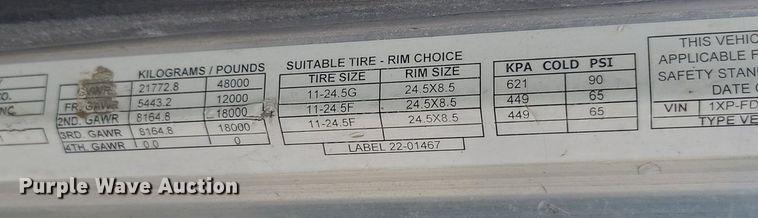 KILOGRAMS / POUNDS
GVWR 21772.8 48000
FR. GAWR 5443.2 12000
2ND. GAWR 8164.8 18000
3RD. GAWR 8164.8 18000
4TH. GAWR 0.0 0
SUITABLE TIRE - RIM CHOICE
TIRE SIZE RIM SIZE
11-24.5G 24.5X8.5
11-24.5F 24.5X8.5
11-24.5F 24.5X8.5
LABEL 22-01467
KPA COLD PSI
621 90
449 65
449 65
THIS VEHIC
APPLICABLE F
SAFETY STAN
DATE O
VIN 1XP-FD
TYPE VE
CO.
INC
Purple Wave Auction